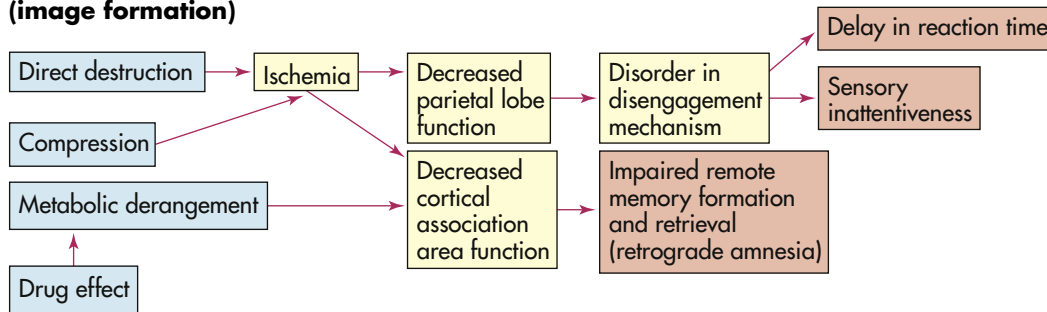 (image formation)
Delay in reaction time
Direct destruction
Ischemia
Decreased
parietal lobe
function
Disorder in
disengagement
mechanism
Sensory
inattentiveness
Compression
Decreased
cortical
association
area function
Impaired remote
memory formation
and retrieval
(retrograde amnesia)
Metabolic derangement
Drug effect